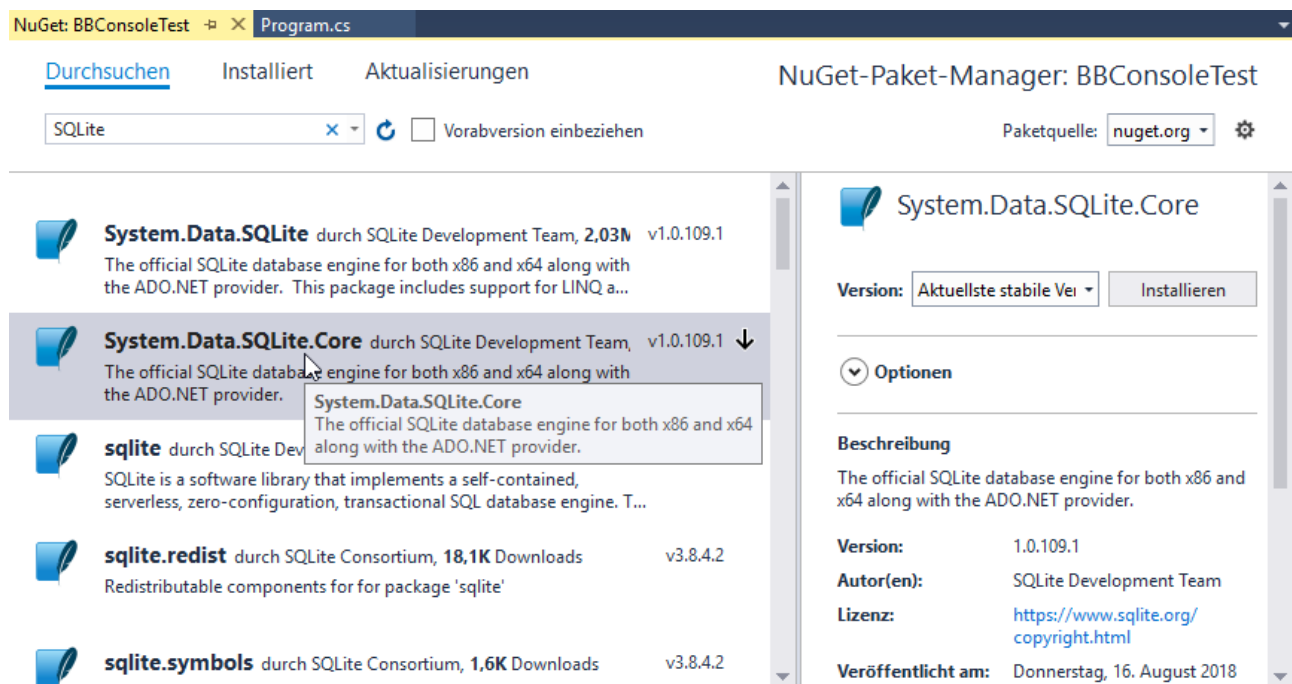 NuGet: BBConsoleTest
Program.cs
Durchsuchen
Installiert
Aktualisierungen
NuGet-Paket-Manager: BBConsoleTest
SQLite
Vorabversion einbeziehen
Paketquelle:
nuget.org
System.Data.SQLite durch SQLite Development Team, 2,03M
v1.0.109.1
The official SQLite database engine for both x86 and x64 along with
the ADO.NET provider. This package includes support for LINQ a...
System.Data.SQLite.Core durch SQLite Development Team,
v1.0.109.1
The official SQLite database engine for both x86 and x64 along with
the ADO.NET provider.
System.Data.SQLite.Core
The official SQLite database engine for both x86 and x64
along with the ADO.NET provider.
sqlite durch SQLite Dev
SQLite is a software library that implements a self-contained,
serverless, zero-configuration, transactional SQL database engine. T...
sqlite.redist durch SQLite Consortium, 18,1K Downloads
v3.8.4.2
Redistributable components for for package 'sqlite'
sqlite.symbols durch SQLite Consortium, 1,6K Downloads
v3.8.4.2
System.Data.SQLite.Core
Version:
Aktuellste stabile Ver
Installieren
Optionen
Beschreibung
The official SQLite database engine for both x86 and
x64 along with the ADO.NET provider.
Version: 1.0.109.1
Autor(en): SQLite Development Team
Lizenz: https://www.sqlite.org/
copyright.html
Veröffentlicht am: Donnerstag, 16. August 2018